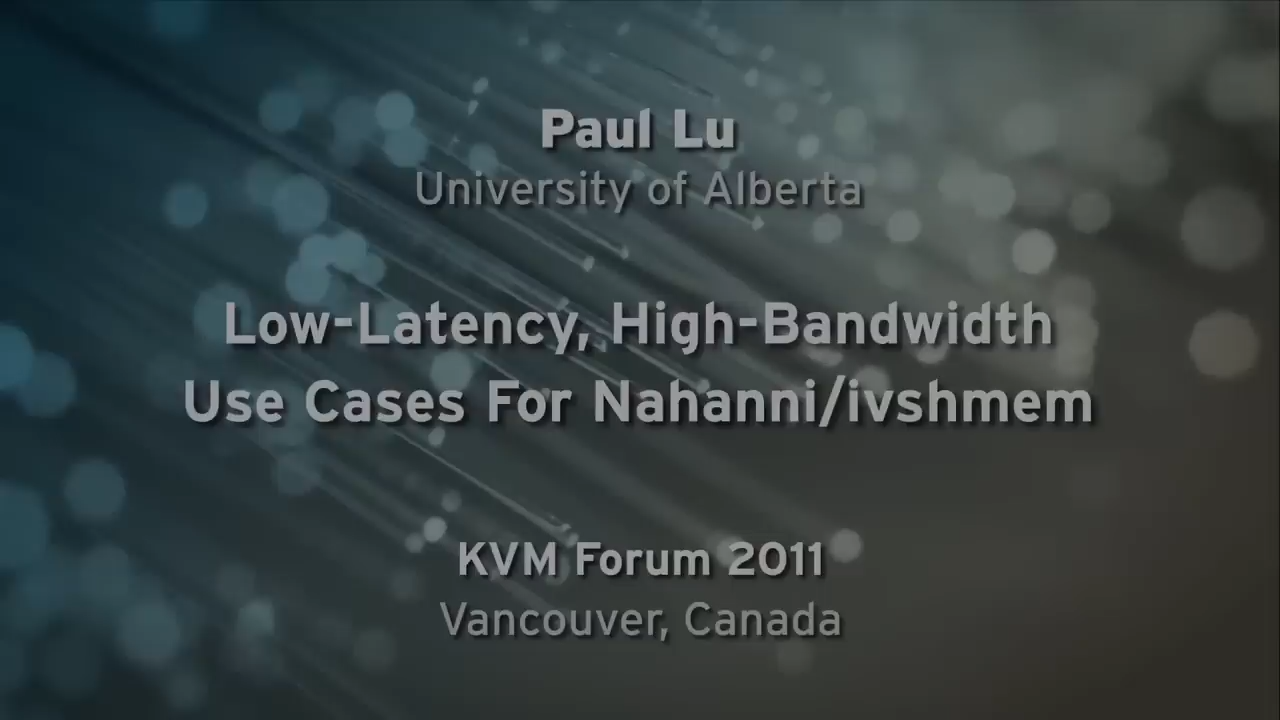 Paul Lu
University of Alberta
Low-Latency, High-Bandwidth
Use Cases For Nahanni/ivshmem
KVM Forum 2011
Vancouver, Canada